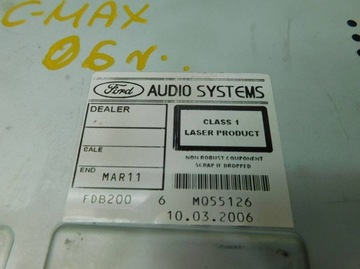 C-MAX
06r.
Ford AUDIO SYSTEMS
DEALER
CLASS 1
LASER PRODUCT
CALE
NON ROBUST COMPONENT
SCRAP IF DROPPED
END MAR11
FDB200 6 M055126
10.03.2006